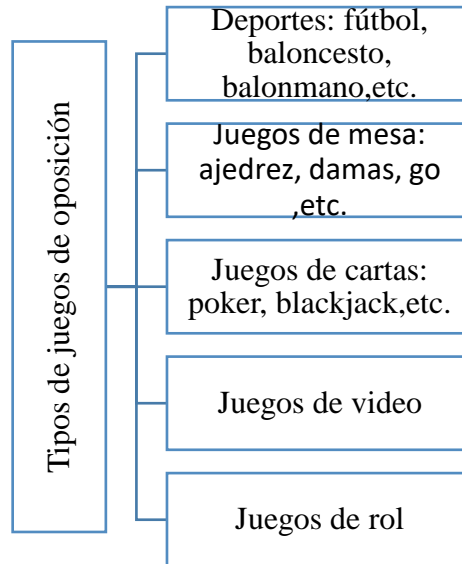 Tipos de juegos de oposición
Deportes: fútbol,
baloncesto,
balonmano,etc.
Juegos de mesa:
ajedrez, damas, go
,etc.
Juegos de cartas:
poker, blackjack,etc.
Juegos de video
Juegos de rol